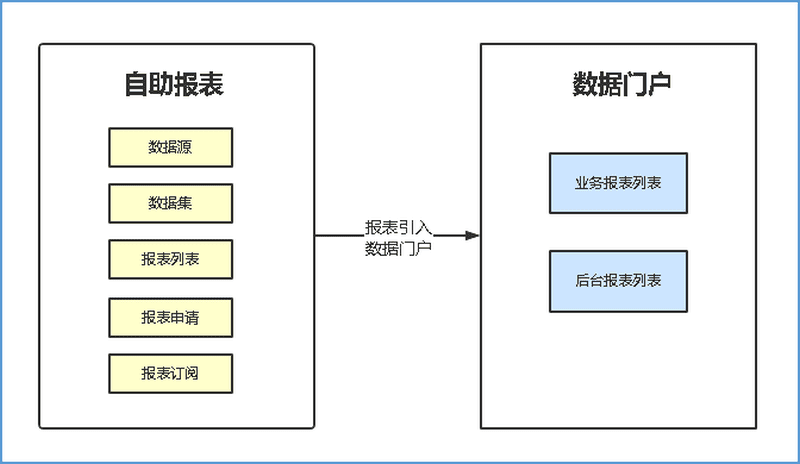 自助报表
数据源
数据集
报表列表
报表申请
报表订阅
报表引入
数据门户
数据门户
业务报表列表
后台报表列表